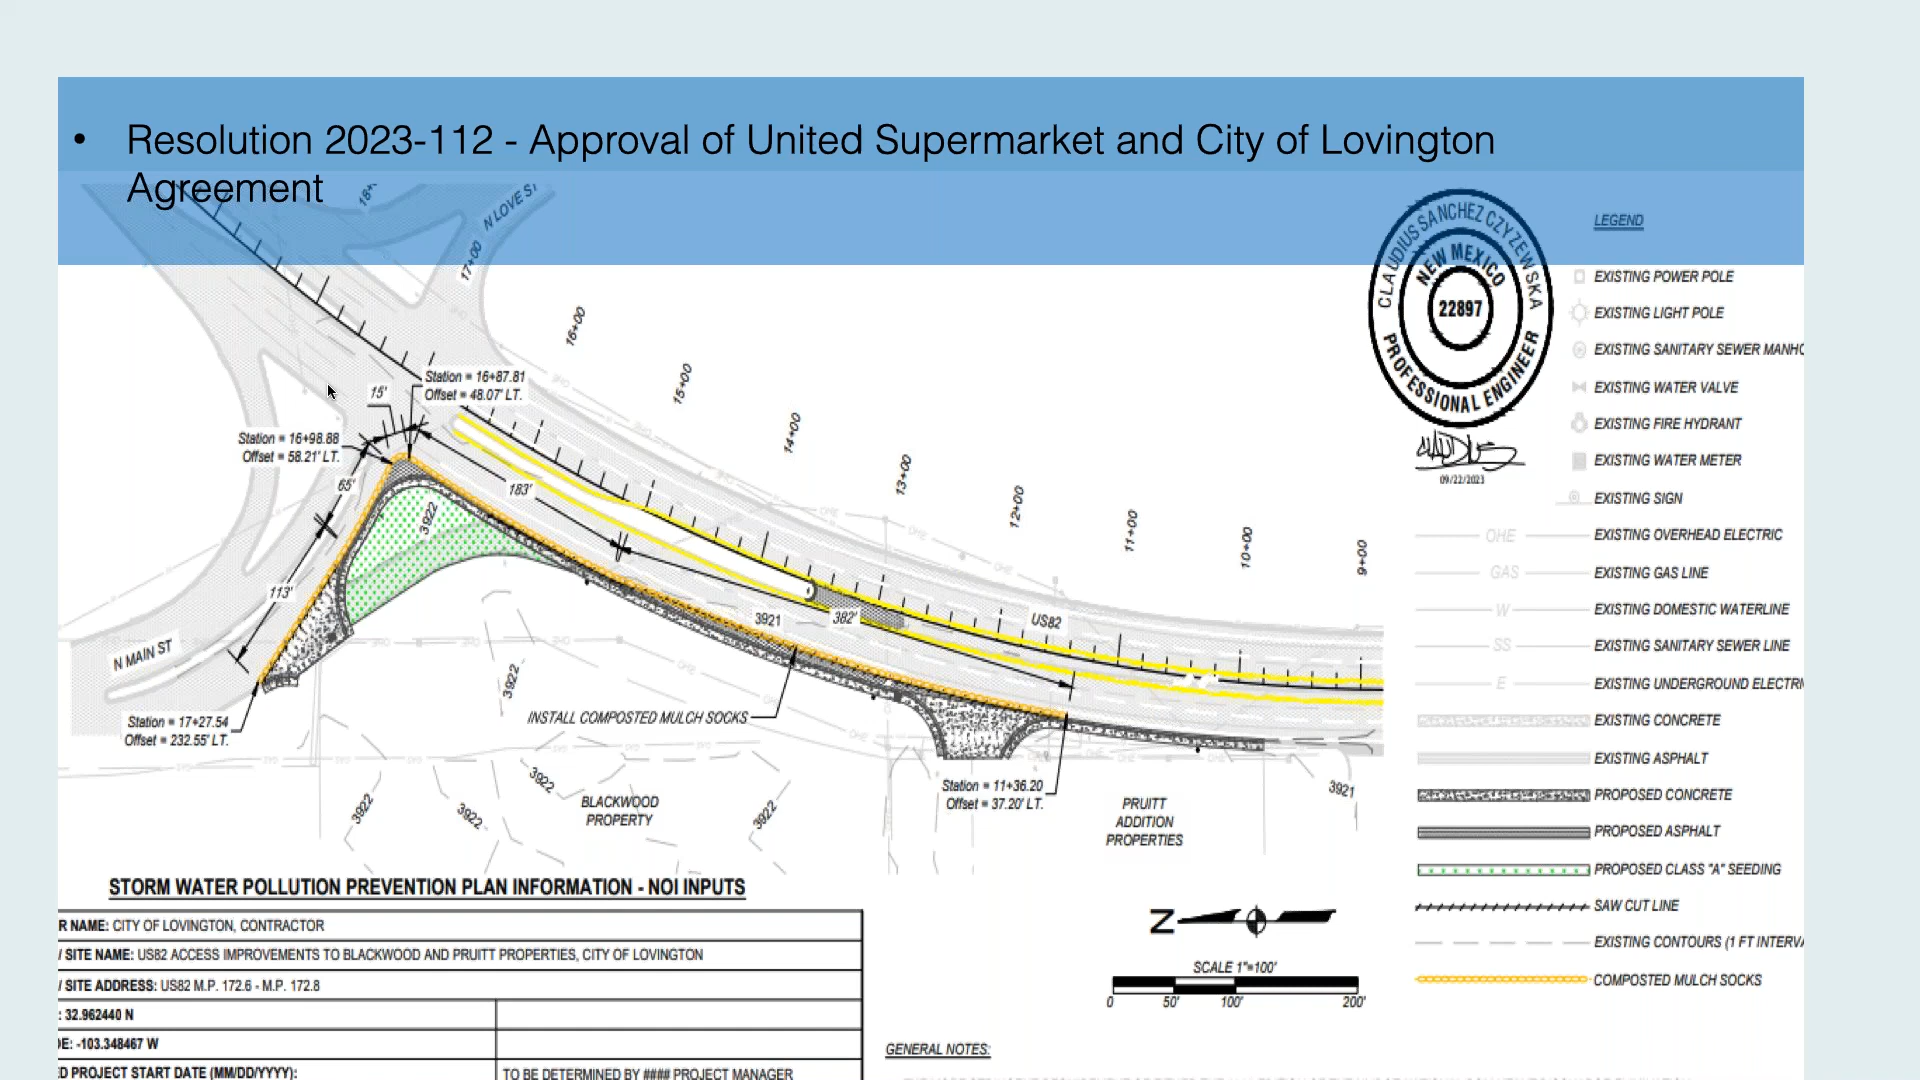 • Resolution 2023-112 - Approval of United Supermarket and City of Lovington
Agreement
18+
N LOVE ST
17+00
16+00
15+00
14+00
13+00
12+00
11+00
10+00
9+00
Station = 16+87.81
Offset = 48.07' LT.
15'
Station = 16+98.88
Offset = 58.21' LT.
65'
183'
3922
113'
3921
382'
US82
N MAIN ST
3922
INSTALL COMPOSTED MULCH SOCKS
Station = 17+27.54
Offset = 232.55' LT.
3922
3922
3922
BLACKWOOD
PROPERTY
3922
Station = 11+36.20
Offset = 37.20' LT.
PRUITT
ADDITION
PROPERTIES
3921
CLAUDIUS SANCHEZ CZYZEWSKA
NEW MEXICO
22897
PROFESSIONAL ENGINEER
09/22/2023
LEGEND
EXISTING POWER POLE
EXISTING LIGHT POLE
EXISTING SANITARY SEWER MANHO
EXISTING WATER VALVE
EXISTING FIRE HYDRANT
EXISTING WATER METER
EXISTING SIGN
OHE EXISTING OVERHEAD ELECTRIC
GAS EXISTING GAS LINE
W EXISTING DOMESTIC WATERLINE
SS EXISTING SANITARY SEWER LINE
E EXISTING UNDERGROUND ELECTRI
EXISTING CONCRETE
EXISTING ASPHALT
PROPOSED CONCRETE
PROPOSED ASPHALT
PROPOSED CLASS "A" SEEDING
SAW CUT LINE
EXISTING CONTOURS (1 FT INTERVA
COMPOSTED MULCH SOCKS
STORM WATER POLLUTION PREVENTION PLAN INFORMATION - NOI INPUTS
R NAME: CITY OF LOVINGTON, CONTRACTOR
/ SITE NAME: US82 ACCESS IMPROVEMENTS TO BLACKWOOD AND PRUITT PROPERTIES, CITY OF LOVINGTON
/ SITE ADDRESS: US82 M.P. 172.6 - M.P. 172.8
: 32.962440 N
DE: -103.348467 W
D PROJECT START DATE (MM/DD/YYYY): TO BE DETERMINED BY #### PROJECT MANAGER
N
SCALE 1"=100'
0 50' 100' 200'
GENERAL NOTES: